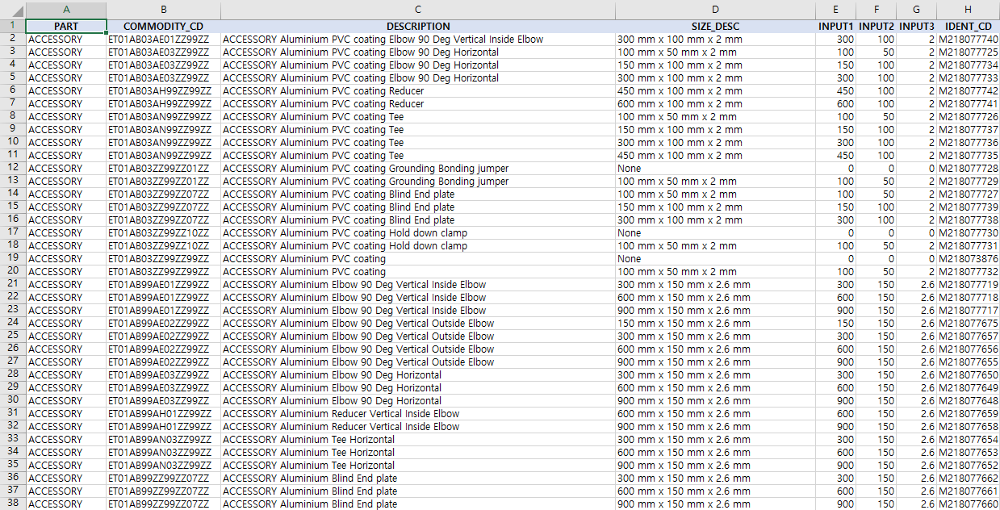 A B C D E F G H
1 PART COMMODITY_CD DESCRIPTION SIZE_DESC INPUT1 INPUT2 INPUT3 IDENT_CD
2 ACCESSORY ET01AB03AE01ZZ99ZZ ACCESSORY Aluminium PVC coating Elbow 90 Deg Vertical Inside Elbow 300 mm x 100 mm x 2 mm 300 100 2 M218077740
3 ACCESSORY ET01AB03AE03ZZ99ZZ ACCESSORY Aluminium PVC coating Elbow 90 Deg Horizontal 100 mm x 50 mm x 2 mm 100 50 2 M218077725
4 ACCESSORY ET01AB03AE03ZZ99ZZ ACCESSORY Aluminium PVC coating Elbow 90 Deg Horizontal 150 mm x 100 mm x 2 mm 150 100 2 M218077734
5 ACCESSORY ET01AB03AE03ZZ99ZZ ACCESSORY Aluminium PVC coating Elbow 90 Deg Horizontal 300 mm x 100 mm x 2 mm 300 100 2 M218077733
6 ACCESSORY ET01AB03AH99ZZ99ZZ ACCESSORY Aluminium PVC coating Reducer 450 mm x 100 mm x 2 mm 450 100 2 M218077742
7 ACCESSORY ET01AB03AH99ZZ99ZZ ACCESSORY Aluminium PVC coating Reducer 600 mm x 100 mm x 2 mm 600 100 2 M218077741
8 ACCESSORY ET01AB03AN99ZZ99ZZ ACCESSORY Aluminium PVC coating Tee 100 mm x 50 mm x 2 mm 100 50 2 M218077726
9 ACCESSORY ET01AB03AN99ZZ99ZZ ACCESSORY Aluminium PVC coating Tee 150 mm x 100 mm x 2 mm 150 100 2 M218077737
10 ACCESSORY ET01AB03AN99ZZ99ZZ ACCESSORY Aluminium PVC coating Tee 300 mm x 100 mm x 2 mm 300 100 2 M218077736
11 ACCESSORY ET01AB03AN99ZZ99ZZ ACCESSORY Aluminium PVC coating Tee 450 mm x 100 mm x 2 mm 450 100 2 M218077735
12 ACCESSORY ET01AB03ZZ99ZZ01ZZ ACCESSORY Aluminium PVC coating Grounding Bonding jumper None 0 0 0 M218077728
13 ACCESSORY ET01AB03ZZ99ZZ01ZZ ACCESSORY Aluminium PVC coating Grounding Bonding jumper 100 mm x 50 mm x 2 mm 100 50 2 M218077729
14 ACCESSORY ET01AB03ZZ99ZZ07ZZ ACCESSORY Aluminium PVC coating Blind End plate 100 mm x 50 mm x 2 mm 100 50 2 M218077727
15 ACCESSORY ET01AB03ZZ99ZZ07ZZ ACCESSORY Aluminium PVC coating Blind End plate 150 mm x 100 mm x 2 mm 150 100 2 M218077739
16 ACCESSORY ET01AB03ZZ99ZZ07ZZ ACCESSORY Aluminium PVC coating Blind End plate 300 mm x 100 mm x 2 mm 300 100 2 M218077738
17 ACCESSORY ET01AB03ZZ99ZZ10ZZ ACCESSORY Aluminium PVC coating Hold down clamp None 0 0 0 M218077730
18 ACCESSORY ET01AB03ZZ99ZZ10ZZ ACCESSORY Aluminium PVC coating Hold down clamp 100 mm x 50 mm x 2 mm 100 50 2 M218077731
19 ACCESSORY ET01AB03ZZ99ZZ99ZZ ACCESSORY Aluminium PVC coating None 0 0 0 M218073876
20 ACCESSORY ET01AB03ZZ99ZZ99ZZ ACCESSORY Aluminium PVC coating 100 mm x 50 mm x 2 mm 100 50 2 M218077732
21 ACCESSORY ET01AB99AE01ZZ99ZZ ACCESSORY Aluminium Elbow 90 Deg Vertical Inside Elbow 300 mm x 150 mm x 2.6 mm 300 150 2.6 M218077719
22 ACCESSORY ET01AB99AE01ZZ99ZZ ACCESSORY Aluminium Elbow 90 Deg Vertical Inside Elbow 600 mm x 150 mm x 2.6 mm 600 150 2.6 M218077718
23 ACCESSORY ET01AB99AE01ZZ99ZZ ACCESSORY Aluminium Elbow 90 Deg Vertical Inside Elbow 900 mm x 150 mm x 2.6 mm 900 150 2.6 M218077717
24 ACCESSORY ET01AB99AE02ZZ99ZZ ACCESSORY Aluminium Elbow 90 Deg Vertical Outside Elbow 150 mm x 150 mm x 2.6 mm 150 150 2.6 M218077675
25 ACCESSORY ET01AB99AE02ZZ99ZZ ACCESSORY Aluminium Elbow 90 Deg Vertical Outside Elbow 300 mm x 150 mm x 2.6 mm 300 150 2.6 M218077657
26 ACCESSORY ET01AB99AE02ZZ99ZZ ACCESSORY Aluminium Elbow 90 Deg Vertical Outside Elbow 600 mm x 150 mm x 2.6 mm 600 150 2.6 M218077656
27 ACCESSORY ET01AB99AE02ZZ99ZZ ACCESSORY Aluminium Elbow 90 Deg Vertical Outside Elbow 900 mm x 150 mm x 2.6 mm 900 150 2.6 M218077655
28 ACCESSORY ET01AB99AE03ZZ99ZZ ACCESSORY Aluminium Elbow 90 Deg Horizontal 300 mm x 150 mm x 2.6 mm 300 150 2.6 M218077650
29 ACCESSORY ET01AB99AE03ZZ99ZZ ACCESSORY Aluminium Elbow 90 Deg Horizontal 600 mm x 150 mm x 2.6 mm 600 150 2.6 M218077649
30 ACCESSORY ET01AB99AE03ZZ99ZZ ACCESSORY Aluminium Elbow 90 Deg Horizontal 900 mm x 150 mm x 2.6 mm 900 150 2.6 M218077648
31 ACCESSORY ET01AB99AH01ZZ99ZZ ACCESSORY Aluminium Reducer Vertical Inside Elbow 600 mm x 150 mm x 2.6 mm 600 150 2.6 M218077659
32 ACCESSORY ET01AB99AH01ZZ99ZZ ACCESSORY Aluminium Reducer Vertical Inside Elbow 900 mm x 150 mm x 2.6 mm 900 150 2.6 M218077658
33 ACCESSORY ET01AB99AN03ZZ99ZZ ACCESSORY Aluminium Tee Horizontal 300 mm x 150 mm x 2.6 mm 300 150 2.6 M218077654
34 ACCESSORY ET01AB99AN03ZZ99ZZ ACCESSORY Aluminium Tee Horizontal 600 mm x 150 mm x 2.6 mm 600 150 2.6 M218077653
35 ACCESSORY ET01AB99AN03ZZ99ZZ ACCESSORY Aluminium Tee Horizontal 900 mm x 150 mm x 2.6 mm 900 150 2.6 M218077652
36 ACCESSORY ET01AB99ZZ99ZZ07ZZ ACCESSORY Aluminium Blind End plate 300 mm x 150 mm x 2.6 mm 300 150 2.6 M218077662
37 ACCESSORY ET01AB99ZZ99ZZ07ZZ ACCESSORY Aluminium Blind End plate 600 mm x 150 mm x 2.6 mm 600 150 2.6 M218077661
38 ACCESSORY ET01AB99ZZ99ZZ07ZZ ACCESSORY Aluminium Blind End plate 900 mm x 150 mm x 2.6 mm 900 150 2.6 M218077660